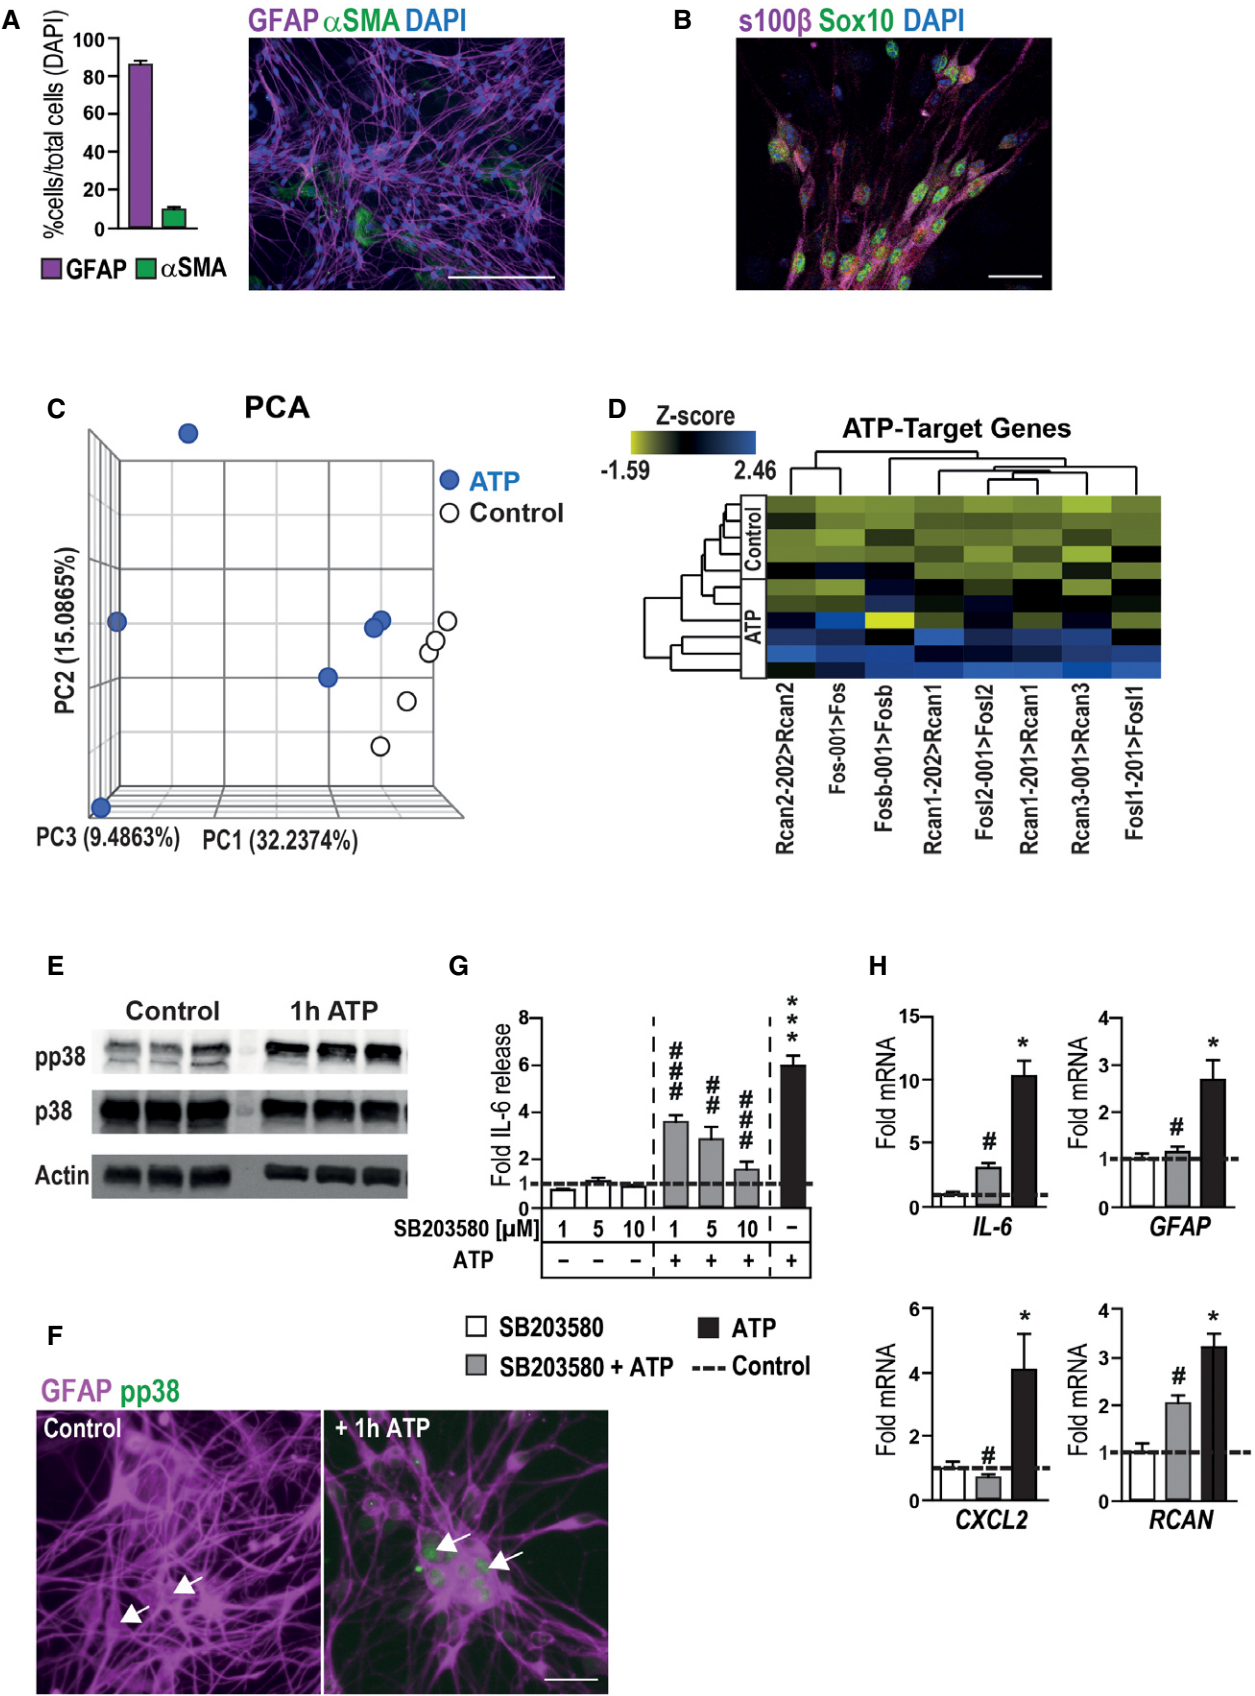 A
%cells/total cells (DAPI)
100
80
60
40
20
0
GFAP αSMA
GFAP αSMA DAPI
B
s100β Sox10 DAPI
C
PCA
ATP
Control
PC2 (15.0865%)
PC3 (9.4863%) PC1 (32.2374%)
D
Z-score
-1.59 2.46
ATP-Target Genes
Control
ATP
Rcan2-202>Rcan2
Fos-001>Fos
Fosb-001>Fosb
Rcan1-202>Rcan1
Fosl2-001>Fosl2
Rcan1-201>Rcan1
Rcan3-001>Rcan3
Fosl1-201>Fosl1
E
Control 1h ATP
pp38
p38
Actin
F
GFAP pp38
Control
+ 1h ATP
G
Fold IL-6 release
8
6
4
2
1
0
###
##
###
***
SB203580 [µM] 1 5 10 1 5 10 –
ATP – – – + + + +
SB203580 ATP
SB203580 + ATP Control
H
Fold mRNA
15
10
5
0
#
*
IL-6
Fold mRNA
4
3
2
1
0
#
*
GFAP
Fold mRNA
6
4
2
0
#
*
CXCL2
Fold mRNA
4
3
2
1
0
#
*
RCAN